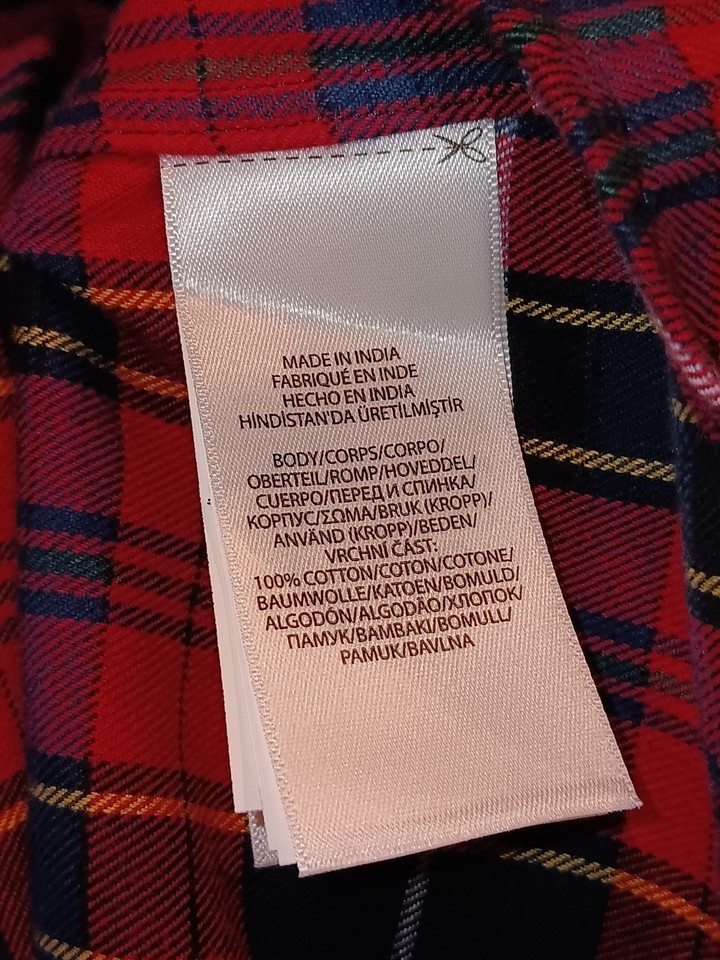 MADE IN INDIA
FABRIQUÉ EN INDE
HECHO EN INDIA
HİNDİSTAN'DA ÜRETİLMİŞTİR
BODY/CORPS/CORPO/
OBERTEIL/ROMP/HOVEDDEL/
CUERPO/ПЕРЕД И СПИНКА/
КОРПУС/ΣΩΜΑ/BRUK (KROPP)/
ANVÄND (KROPP)/BEDEN/
VRCHNÍ ČÁST:
100% COTTON/COTON/COTONE/
BAUMWOLLE/KATOEN/BOMULD/
ALGODÓN/ALGODÃO/ХЛОПОК/
ПАМУК/ΒΑΜΒΑΚΙ/BOMULL/
PAMUK/BAVLNA